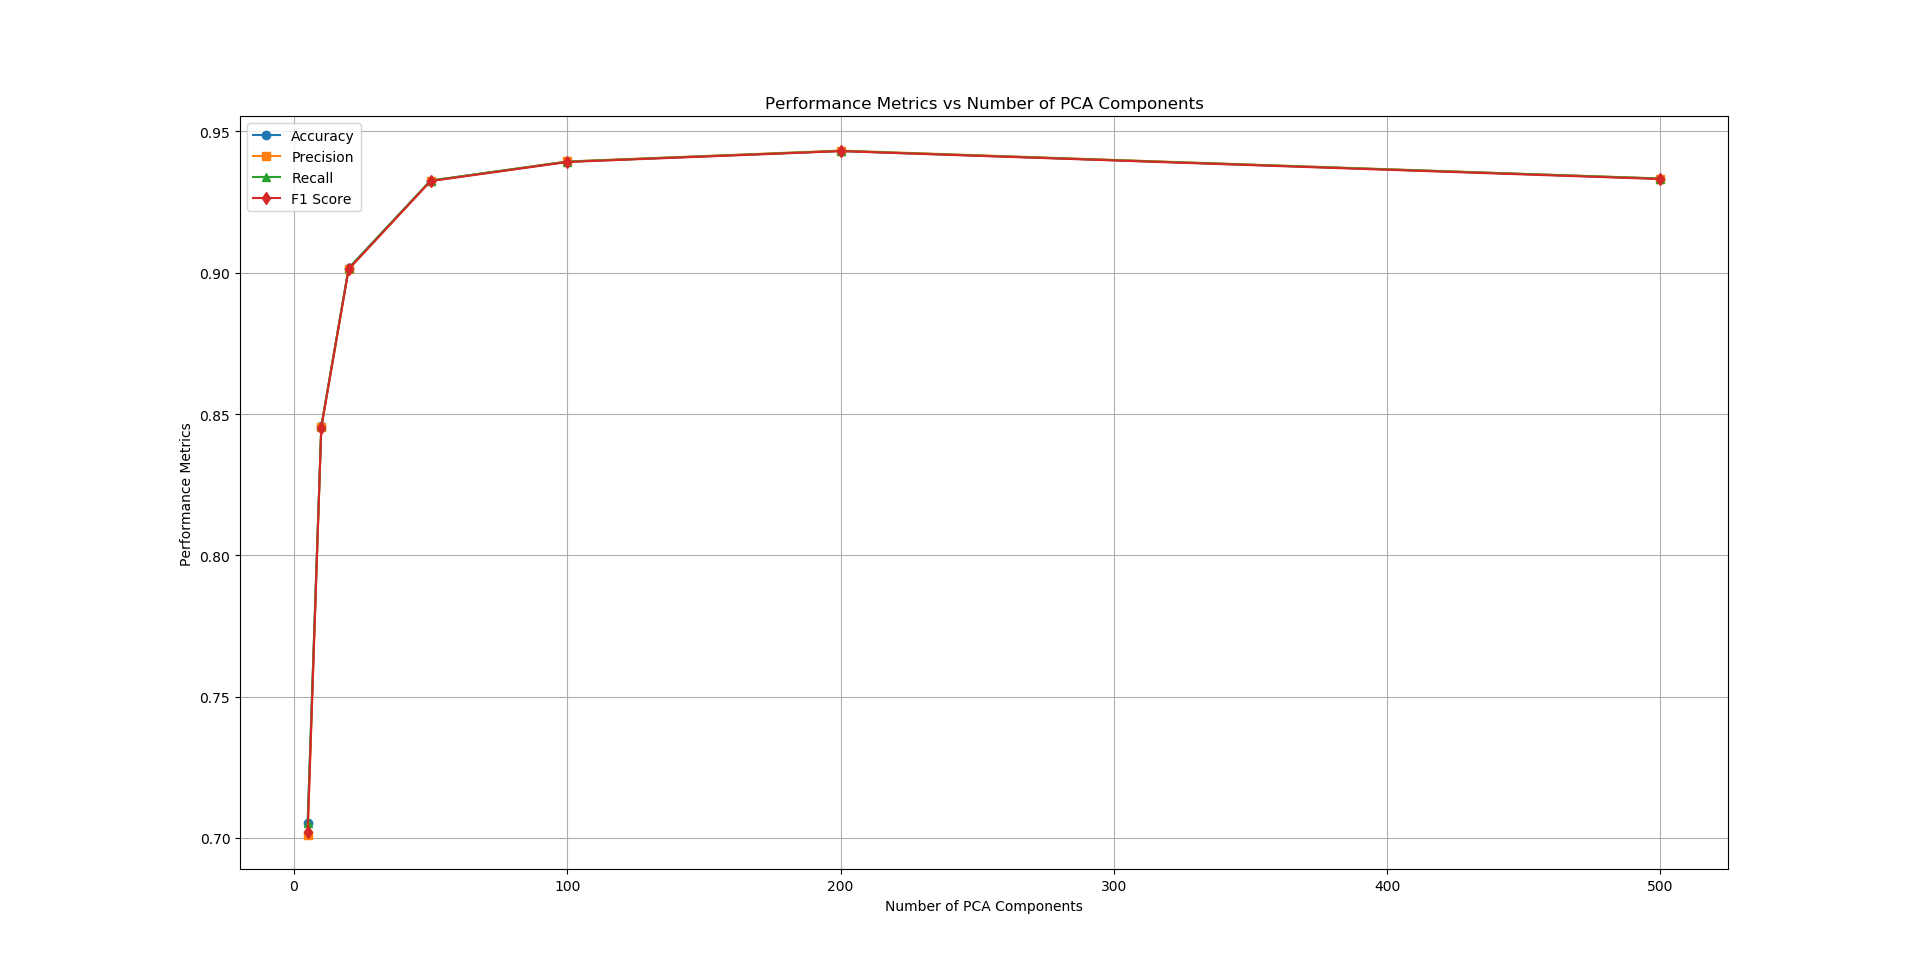 Performance Metrics vs Number of PCA Components
Accuracy
Precision
Recall
F1 Score
0.95
0.90
0.85
0.80
0.75
0.70
Performance Metrics
0 100 200 300 400 500
Number of PCA Components